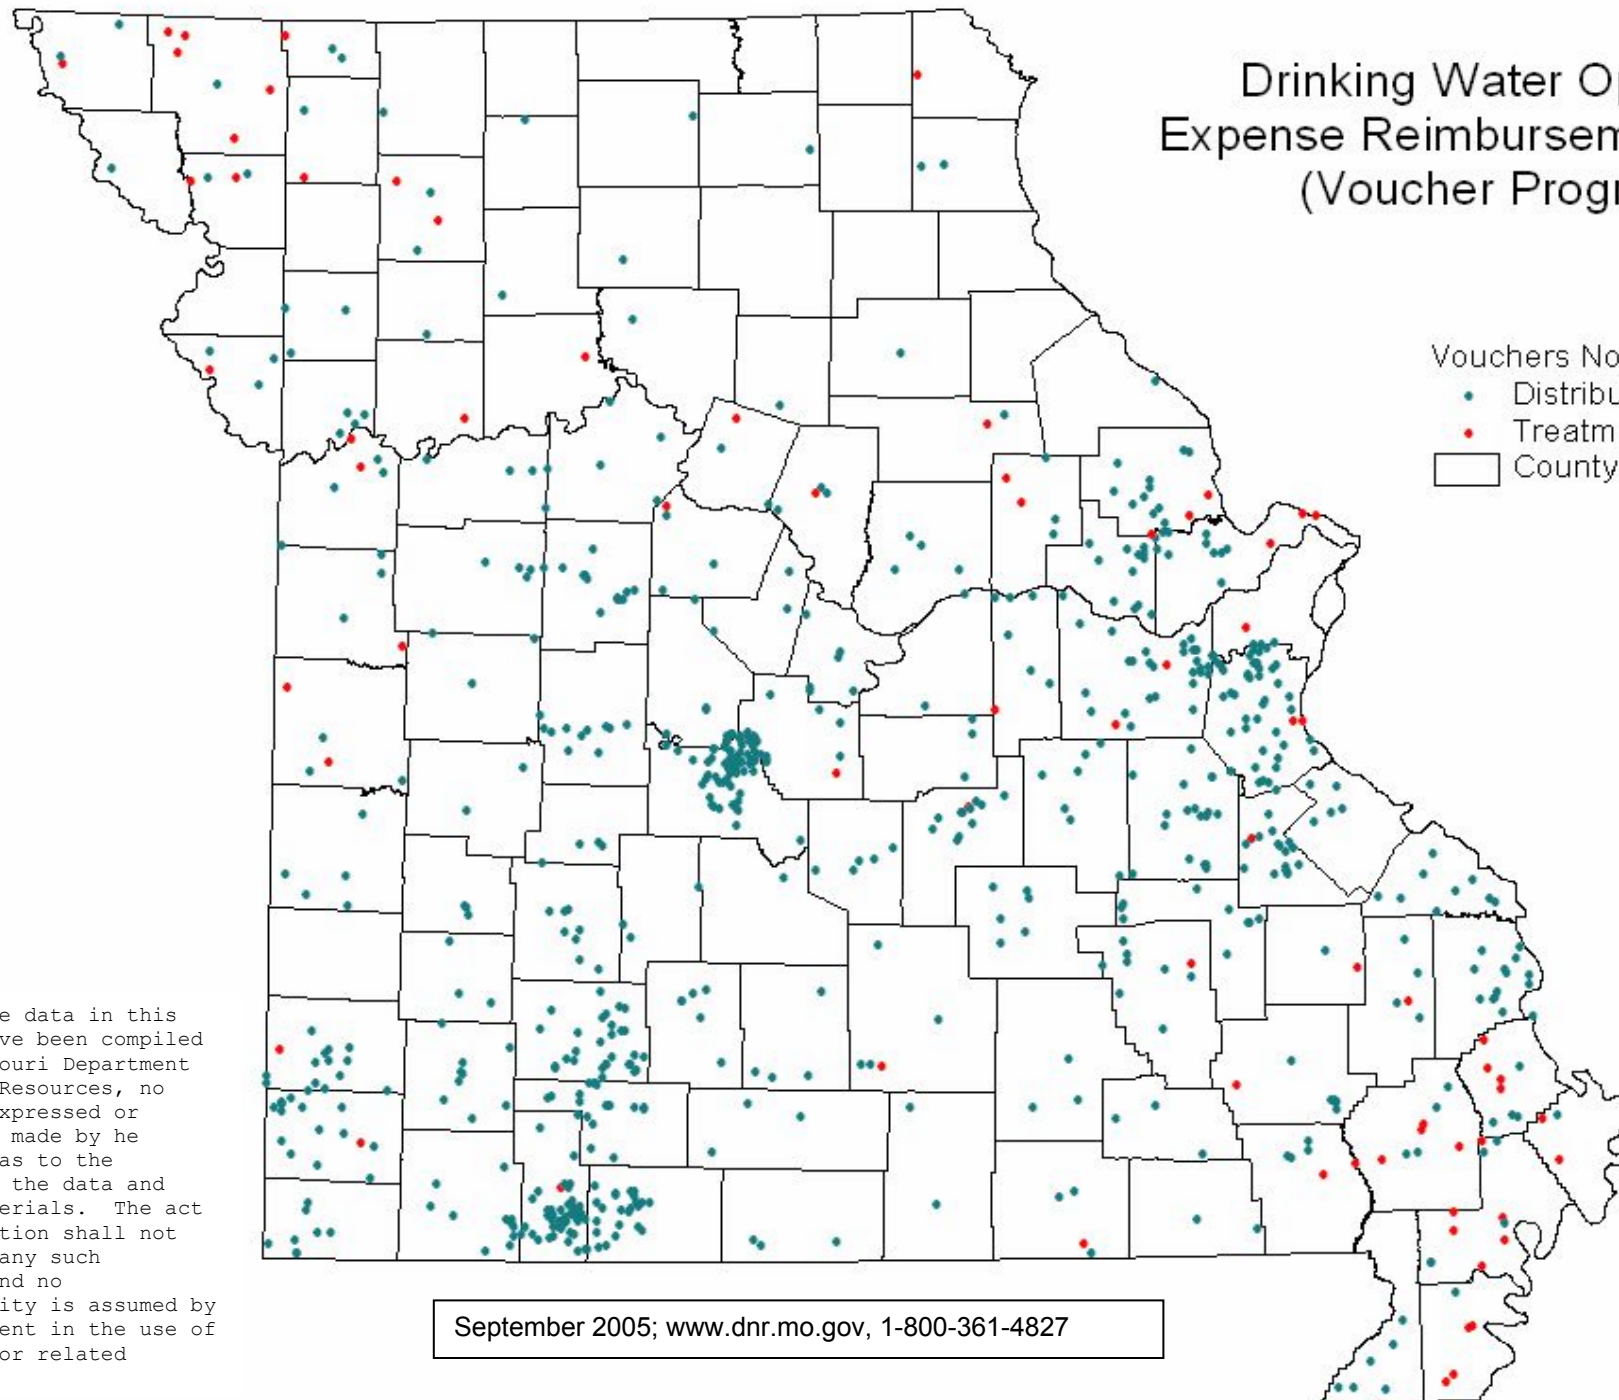 Drinking Water Op
Expense Reimbursem
(Voucher Progr
Vouchers No
Distribu
Treatm
County
e data in this
ve been compiled
ouri Department
Resources, no
xpressed or
made by he
as to the
the data and
erials. The act
tion shall not
any such
nd no
ity is assumed by
ent in the use of
or related
September 2005; www.dnr.mo.gov, 1-800-361-4827